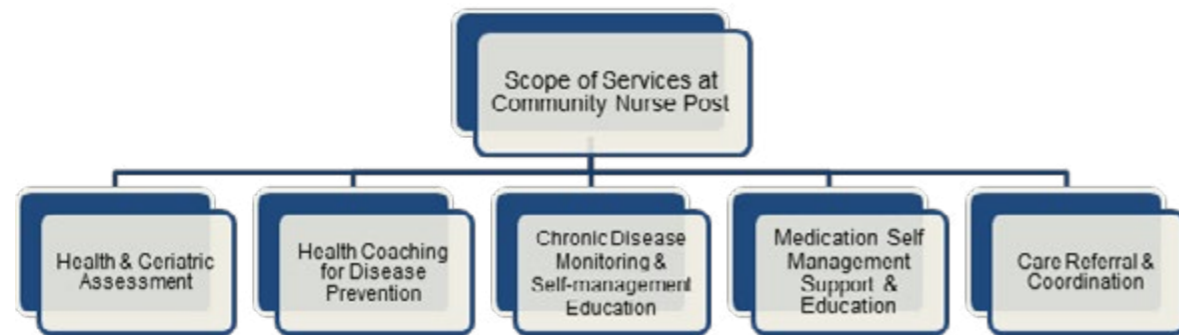 Scope of Services at
Community Nurse Post
Health & Geriatric
Assessment
Health Coaching
for Disease
Prevention
Chronic Disease
Monitoring &
Self-management
Education
Medication Self
Management
Support &
Education
Care Referral &
Coordination